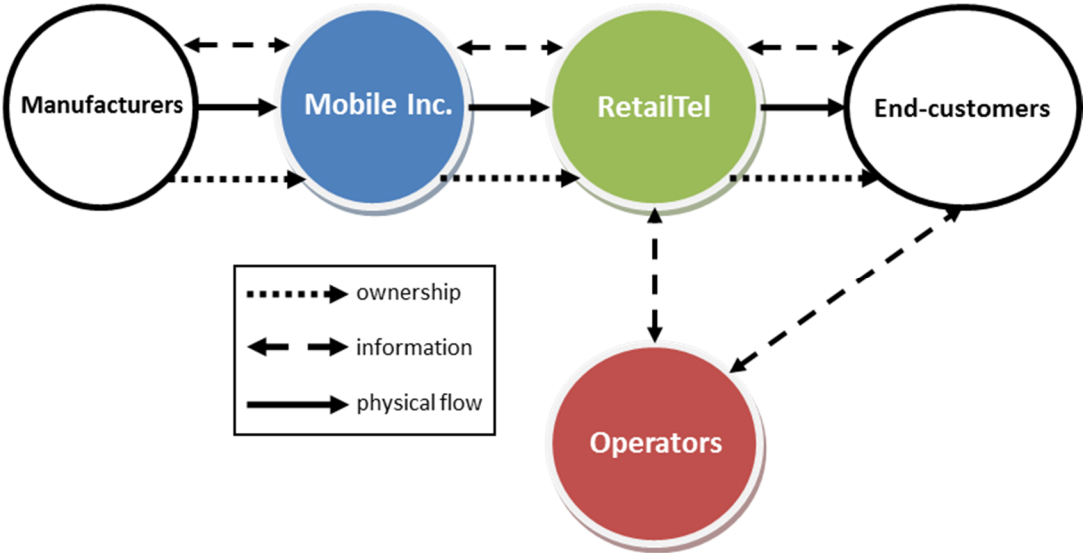 Manufacturers
Mobile Inc.
RetailTel
End-customers
ownership
information
physical flow
Operators